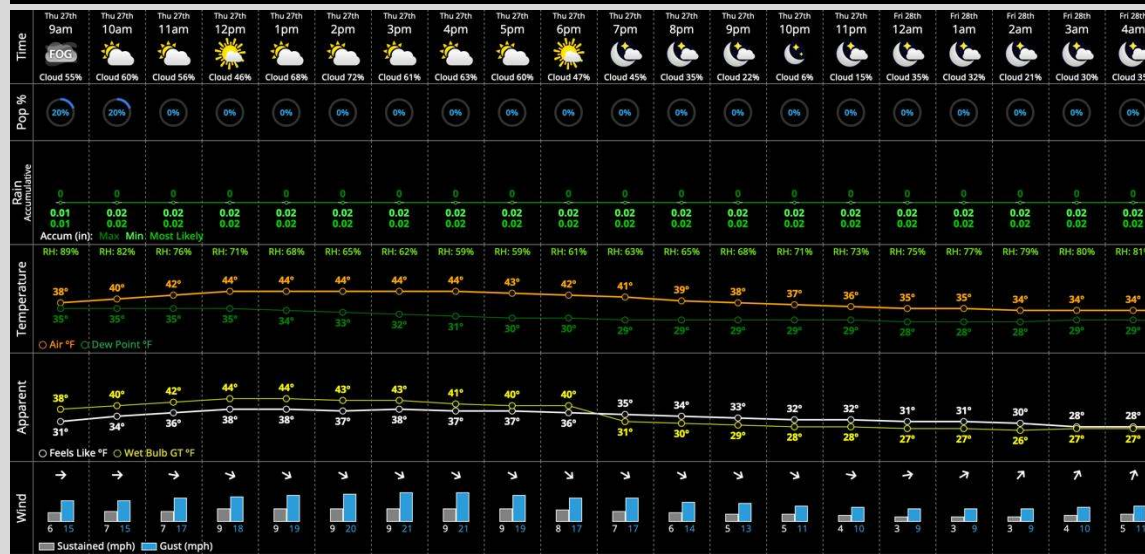 Time
Thu 27th Thu 27th Thu 27th Thu 27th Thu 27th Thu 27th Thu 27th Thu 27th Thu 27th Thu 27th Thu 27th Thu 27th Thu 27th Thu 27th Thu 27th Fri 28th Fri 28th Fri 28th Fri 28th Fri 28th
9am 10am 11am 12pm 1pm 2pm 3pm 4pm 5pm 6pm 7pm 8pm 9pm 10pm 11pm 12am 1am 2am 3am 4am
FOG
Cloud 55% Cloud 60% Cloud 56% Cloud 46% Cloud 68% Cloud 72% Cloud 61% Cloud 63% Cloud 60% Cloud 47% Cloud 45% Cloud 35% Cloud 22% Cloud 6% Cloud 15% Cloud 35% Cloud 32% Cloud 21% Cloud 30% Cloud 35
Pop %
20% 20% 0% 0% 0% 0% 0% 0% 0% 0% 0% 0% 0% 0% 0% 0% 0% 0% 0% 0%
Rain
Accumulative
0 0 0 0 0 0 0 0 0 0 0 0 0 0 0 0 0 0 0 0
0.01 0.02 0.02 0.02 0.02 0.02 0.02 0.02 0.02 0.02 0.02 0.02 0.02 0.02 0.02 0.02 0.02 0.02 0.02 0.02
0.01 0.02 0.02 0.02 0.02 0.02 0.02 0.02 0.02 0.02 0.02 0.02 0.02 0.02 0.02 0.02 0.02 0.02 0.02 0.02
Accum (in): Max Min Most Likely
Temperature
RH: 89% RH: 82% RH: 76% RH: 71% RH: 68% RH: 65% RH: 62% RH: 59% RH: 59% RH: 61% RH: 63% RH: 65% RH: 68% RH: 71% RH: 73% RH: 75% RH: 77% RH: 79% RH: 80% RH: 81
38° 40° 42° 44° 44° 44° 44° 44° 43° 42° 41° 39° 38° 37° 36° 35° 35° 34° 34° 34°
35° 35° 35° 35° 34° 33° 32° 31° 30° 30° 29° 29° 29° 29° 29° 28° 28° 28° 29° 29°
Air °F Dew Point °F
Apparent
38° 40° 42° 44° 44° 43° 43° 41° 40° 40° 35° 34° 33° 32° 32° 31° 31° 30° 28° 28°
31° 34° 36° 38° 38° 37° 38° 37° 37° 36° 31° 30° 29° 28° 28° 27° 27° 26° 27° 27°
Feels Like °F Wet Bulb GT °F
Wind
6 15 7 15 7 17 9 18 9 19 9 20 9 21 9 21 9 19 8 17 7 17 6 14 5 13 5 11 4 10 3 9 3 9 3 9 4 10 5 11
Sustained (mph) Gust (mph)